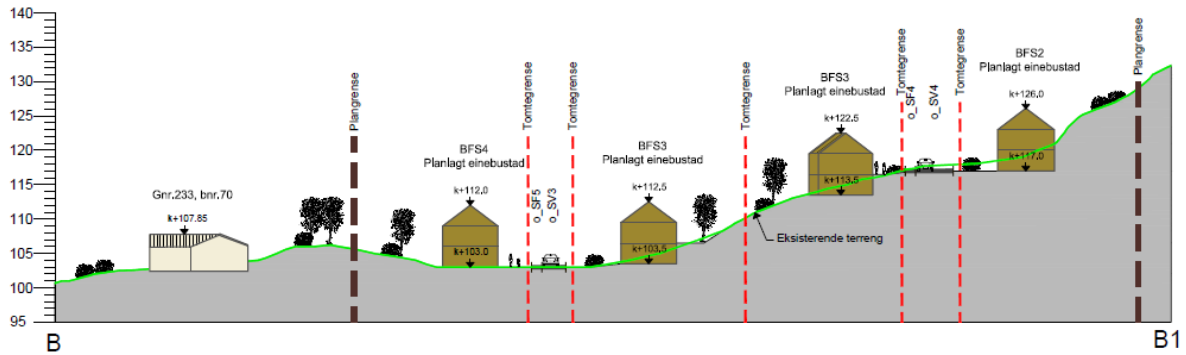 140
135
130
125
120
115
110
105
100
95
B
Gnr.233, bnr.70
k+107.85
Plangrense
BFS4
Planlagt einebustad
k+112,0
k+103.0
Tomtegrense
o_SF5
o_SV3
Tomtegrense
BFS3
Planlagt einebustad
k+112,5
k+103,5
Tomtegrense
Eksisterende terreng
BFS3
Planlagt einebustad
k+122.5
k+113,5
Tomtegrense
o_SF4
o_SV4
Tomtegrense
BFS2
Planlagt einebustad
k+126,0
k+117,0
Plangrense
B1